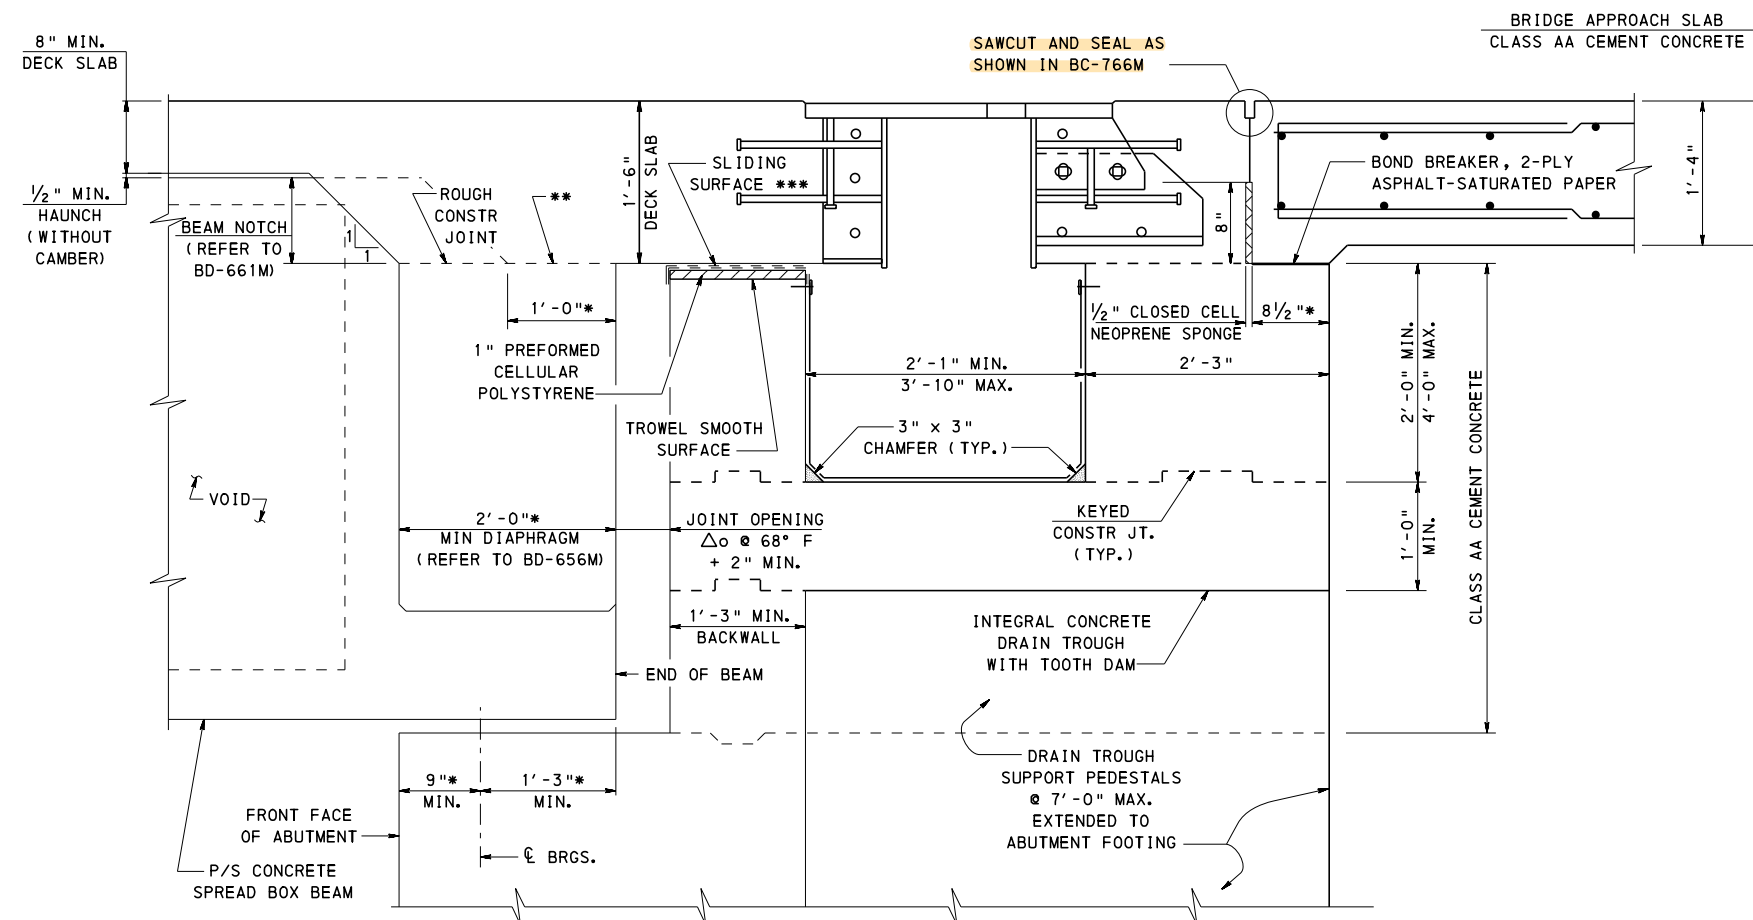 BRIDGE APPROACH SLAB
CLASS AA CEMENT CONCRETE
8" MIN.
DECK SLAB
SAWCUT AND SEAL AS
SHOWN IN BC-766M
1/2" MIN.
HAUNCH
(WITHOUT
CAMBER)
BEAM NOTCH
(REFER TO
BD-661M)
1
1
ROUGH
CONSTR
JOINT
**
1'-6"
DECK SLAB
SLIDING
SURFACE ***
8"
BOND BREAKER, 2-PLY
ASPHALT-SATURATED PAPER
1'-4"
1'-0"*
1" PREFORMED
CELLULAR
POLYSTYRENE
TROWEL SMOOTH
SURFACE
1/2" CLOSED CELL
NEOPRENE SPONGE
8 1/2"*
2'-1" MIN.
3'-10" MAX.
2'-3"
3" x 3"
CHAMFER (TYP.)
2'-0" MIN.
4'-0" MAX.
CLASS AA CEMENT CONCRETE
VOID
2'-0"*
MIN DIAPHRAGM
(REFER TO BD-656M)
JOINT OPENING
△o @ 68° F
+ 2" MIN.
KEYED
CONSTR JT.
(TYP.)
1'-0"
MIN.
1'-3" MIN.
BACKWALL
INTEGRAL CONCRETE
DRAIN TROUGH
WITH TOOTH DAM
END OF BEAM
DRAIN TROUGH
SUPPORT PEDESTALS
@ 7'-0" MAX.
EXTENDED TO
ABUTMENT FOOTING
9"*
MIN.
1'-3"*
MIN.
FRONT FACE
OF ABUTMENT
℄ BRGS.
P/S CONCRETE
SPREAD BOX BEAM